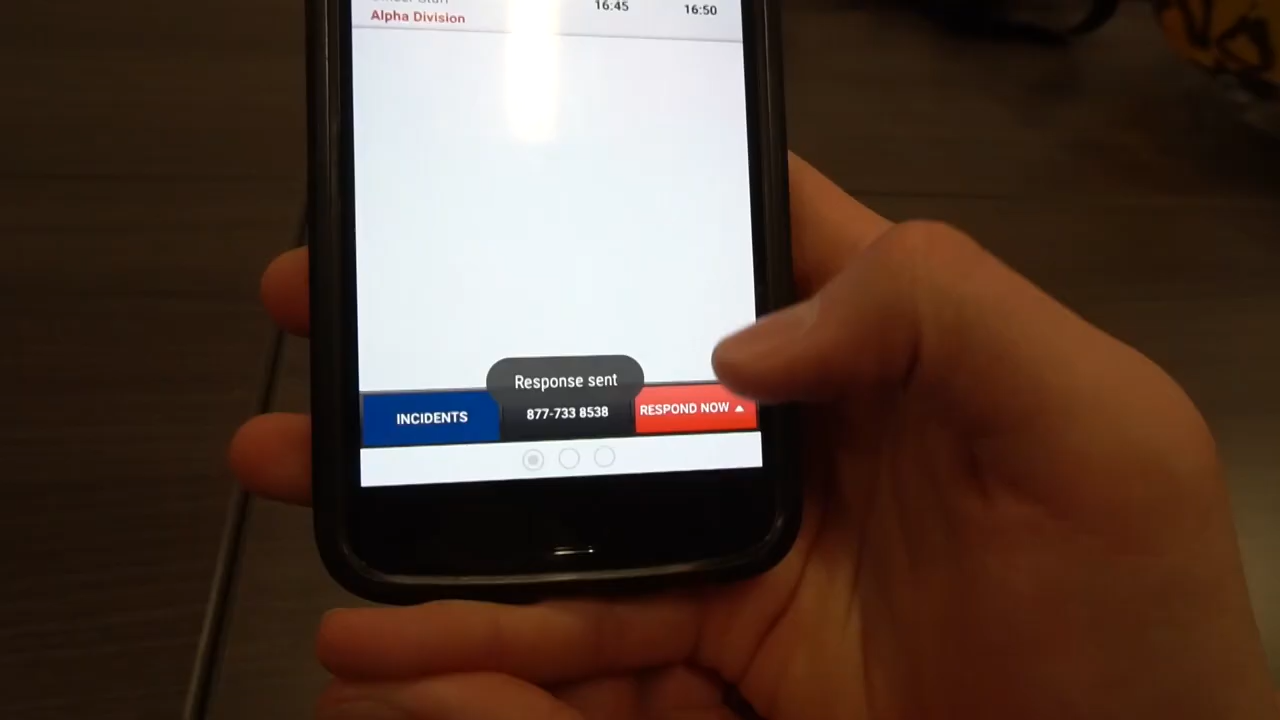 16:45 16:50
Alpha Division
Response sent
INCIDENTS 877-733 8538 RESPOND NOW